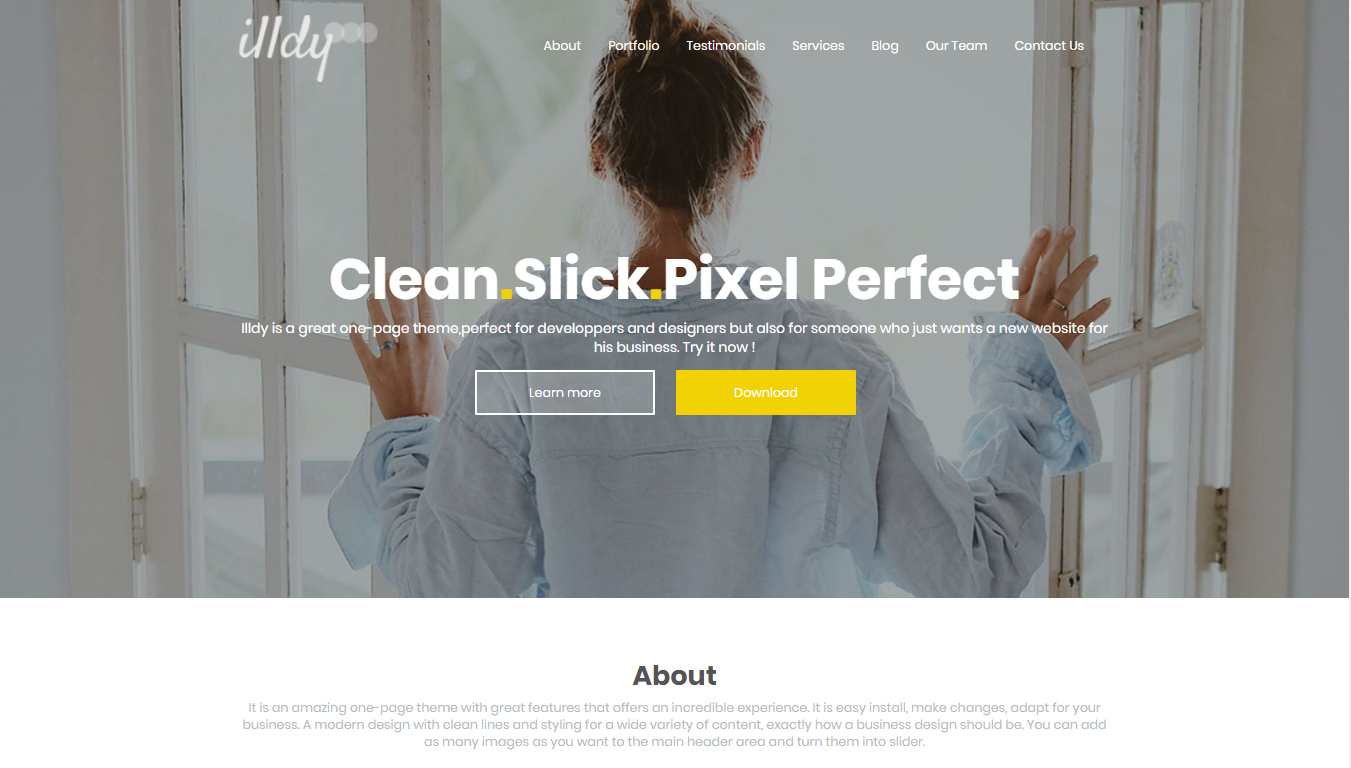 illdy
About Portfolio Testimonials Services Blog Our Team Contact Us
Clean.Slick.Pixel Perfect
Illdy is a great one-page theme,perfect for developpers and designers but also for someone who just wants a new website for
his business. Try it now !
Learn more Download
About
It is an amazing one-page theme with great features that offers an incredible experience. It is easy install, make changes, adapt for your
business. A modern design with clean lines and styling for a wide variety of content, exactly how a business design should be. You can add
as many images as you want to the main header area and turn them into slider.